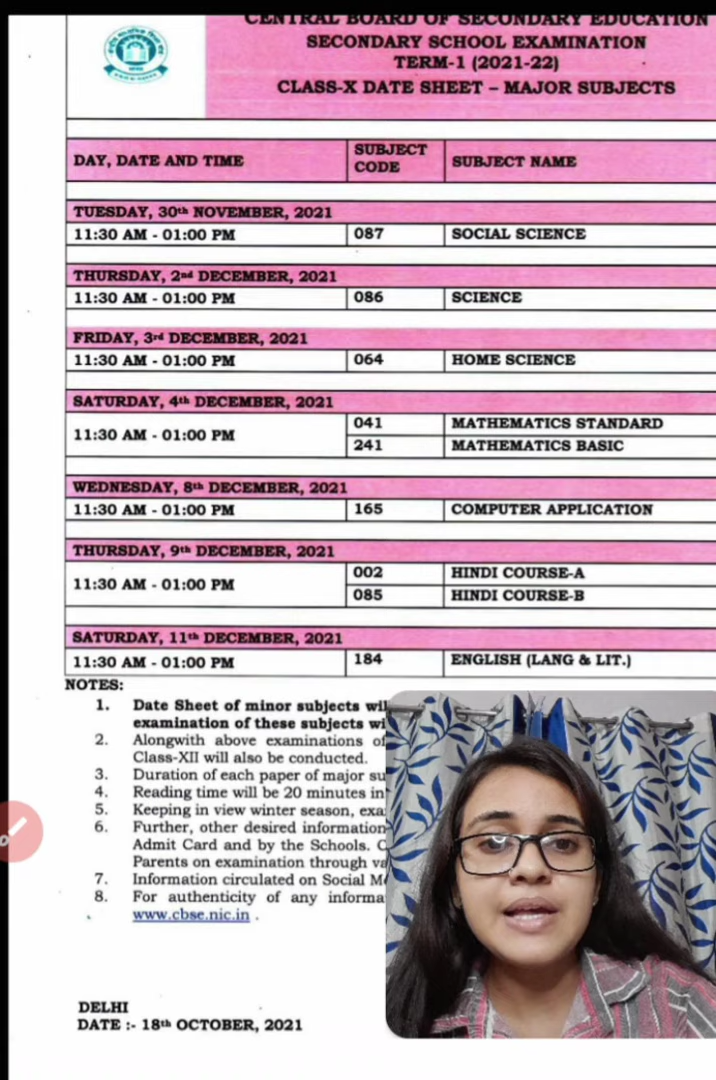 CENTRAL BOARD OF SECONDARY EDUCATION
SECONDARY SCHOOL EXAMINATION
TERM-1 (2021-22)
CLASS-X DATE SHEET – MAJOR SUBJECTS
DAY, DATE AND TIME SUBJECT CODE SUBJECT NAME
TUESDAY, 30th NOVEMBER, 2021
11:30 AM - 01:00 PM 087 SOCIAL SCIENCE
THURSDAY, 2nd DECEMBER, 2021
11:30 AM - 01:00 PM 086 SCIENCE
FRIDAY, 3rd DECEMBER, 2021
11:30 AM - 01:00 PM 064 HOME SCIENCE
SATURDAY, 4th DECEMBER, 2021
11:30 AM - 01:00 PM 041 MATHEMATICS STANDARD
241 MATHEMATICS BASIC
WEDNESDAY, 8th DECEMBER, 2021
11:30 AM - 01:00 PM 165 COMPUTER APPLICATION
THURSDAY, 9th DECEMBER, 2021
11:30 AM - 01:00 PM 002 HINDI COURSE-A
085 HINDI COURSE-B
SATURDAY, 11th DECEMBER, 2021
11:30 AM - 01:00 PM 184 ENGLISH (LANG & LIT.)
NOTES:
1. Date Sheet of minor subjects wil
examination of these subjects wi
2. Alongwith above examinations of
Class-XII will also be conducted.
3. Duration of each paper of major su
4. Reading time will be 20 minutes in
5. Keeping in view winter season, exa
6. Further, other desired information
Admit Card and by the Schools. C
Parents on examination through va
7. Information circulated on Social M
8. For authenticity of any informa
www.cbse.nic.in .
DELHI
DATE :- 18th OCTOBER, 2021